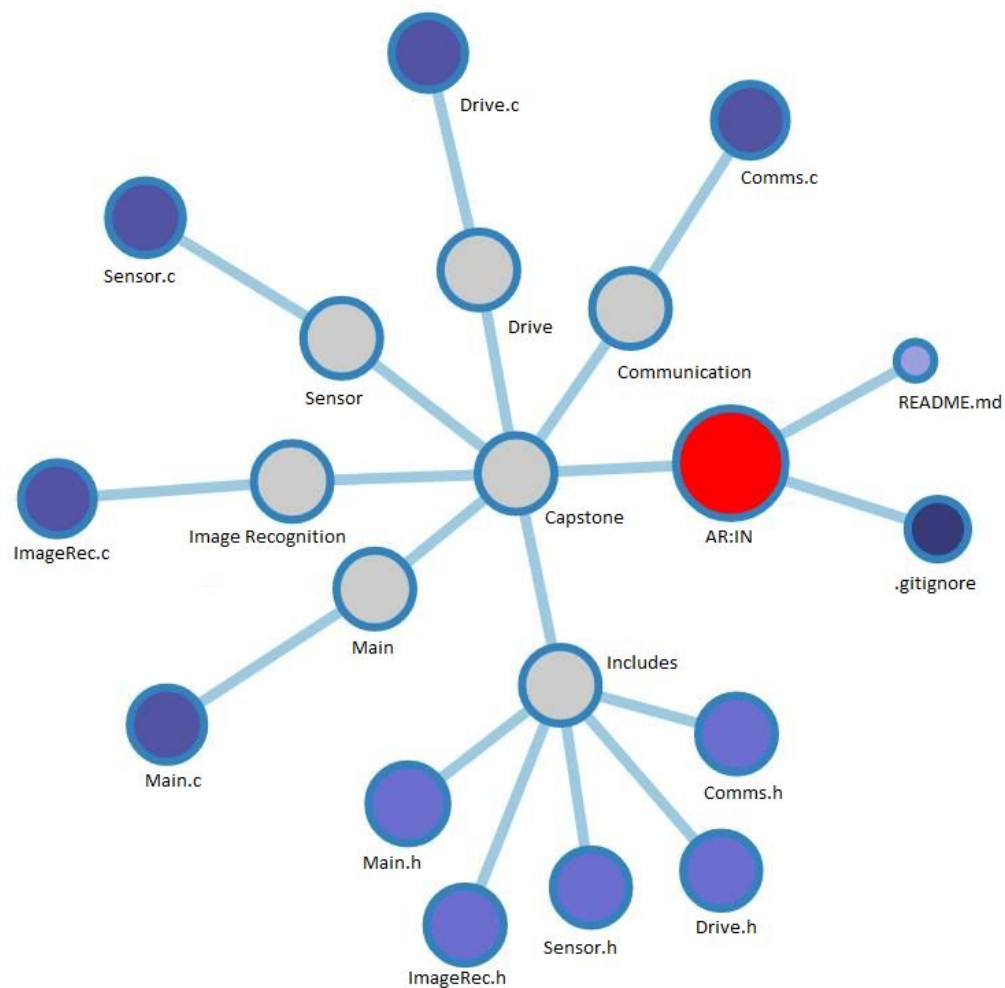 Drive.c
Comms.c
Sensor.c
Drive
Communication
Sensor
README.md
Capstone
AR:IN
Image Recognition
ImageRec.c
.gitignore
Main
Includes
Main.c
Comms.h
Main.h
Drive.h
Sensor.h
ImageRec.h